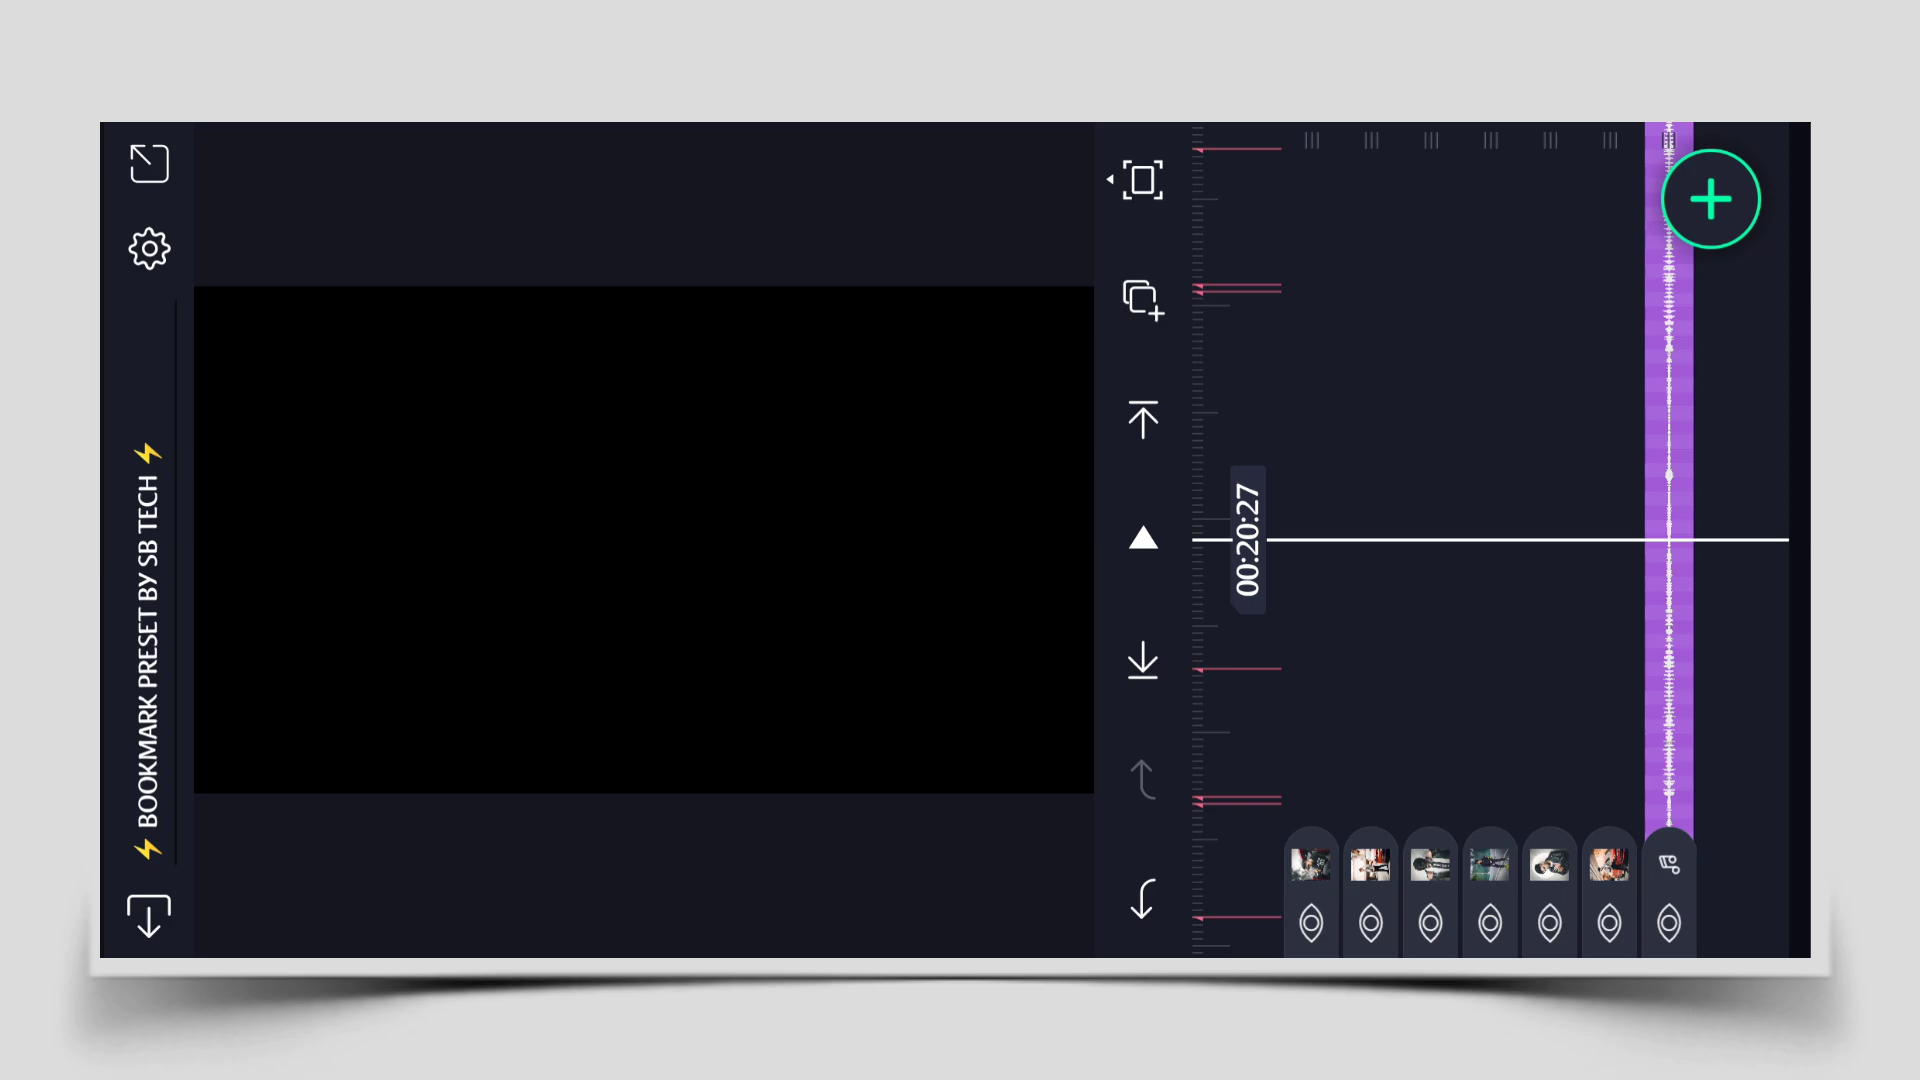 ⚡ BOOKMARK PRESET BY SB TECH ⚡
00:20:27